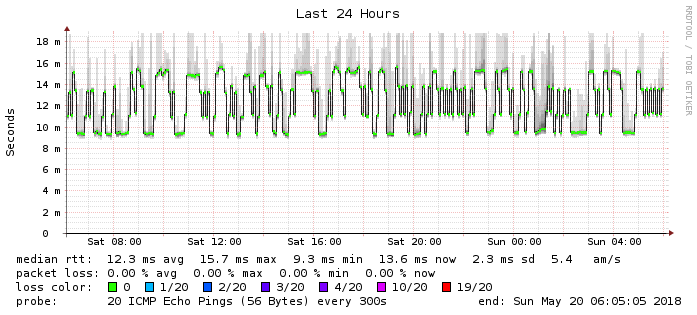 Last 24 Hours
RRDTOOL / TOBI OETIKER
Seconds
18 m
16 m
14 m
12 m
10 m
8 m
6 m
4 m
2 m
0
Sat 08:00 Sat 12:00 Sat 16:00 Sat 20:00 Sun 00:00 Sun 04:00
median rtt: 12.3 ms avg 15.7 ms max 9.3 ms min 13.6 ms now 2.3 ms sd 5.4 am/s
packet loss: 0.00 % avg 0.00 % max 0.00 % min 0.00 % now
loss color: 0 1/20 2/20 3/20 4/20 10/20 19/20
probe: 20 ICMP Echo Pings (56 Bytes) every 300s end: Sun May 20 06:05:05 2018